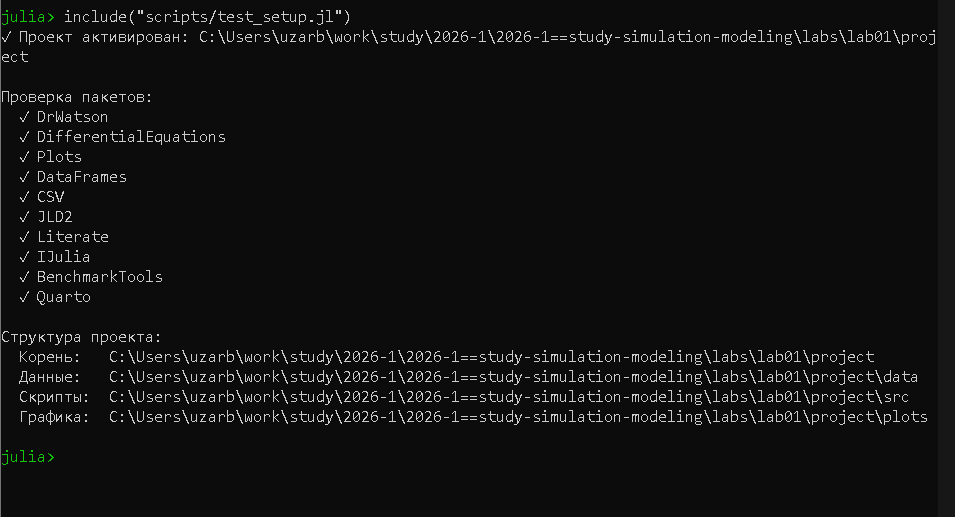 julia> include("scripts/test_setup.jl")
✓ Проект активирован: C:\Users\uzarb\work\study\2026-1\2026-1==study-simulation-modeling\labs\lab01\proj
ect
Проверка пакетов:
✓ DrWatson
✓ DifferentialEquations
✓ Plots
✓ DataFrames
✓ CSV
✓ JLD2
✓ Literate
✓ IJulia
✓ BenchmarkTools
✓ Quarto
Структура проекта:
Корень: C:\Users\uzarb\work\study\2026-1\2026-1==study-simulation-modeling\labs\lab01\project
Данные: C:\Users\uzarb\work\study\2026-1\2026-1==study-simulation-modeling\labs\lab01\project\data
Скрипты: C:\Users\uzarb\work\study\2026-1\2026-1==study-simulation-modeling\labs\lab01\project\src
Графика: C:\Users\uzarb\work\study\2026-1\2026-1==study-simulation-modeling\labs\lab01\project\plots
julia>